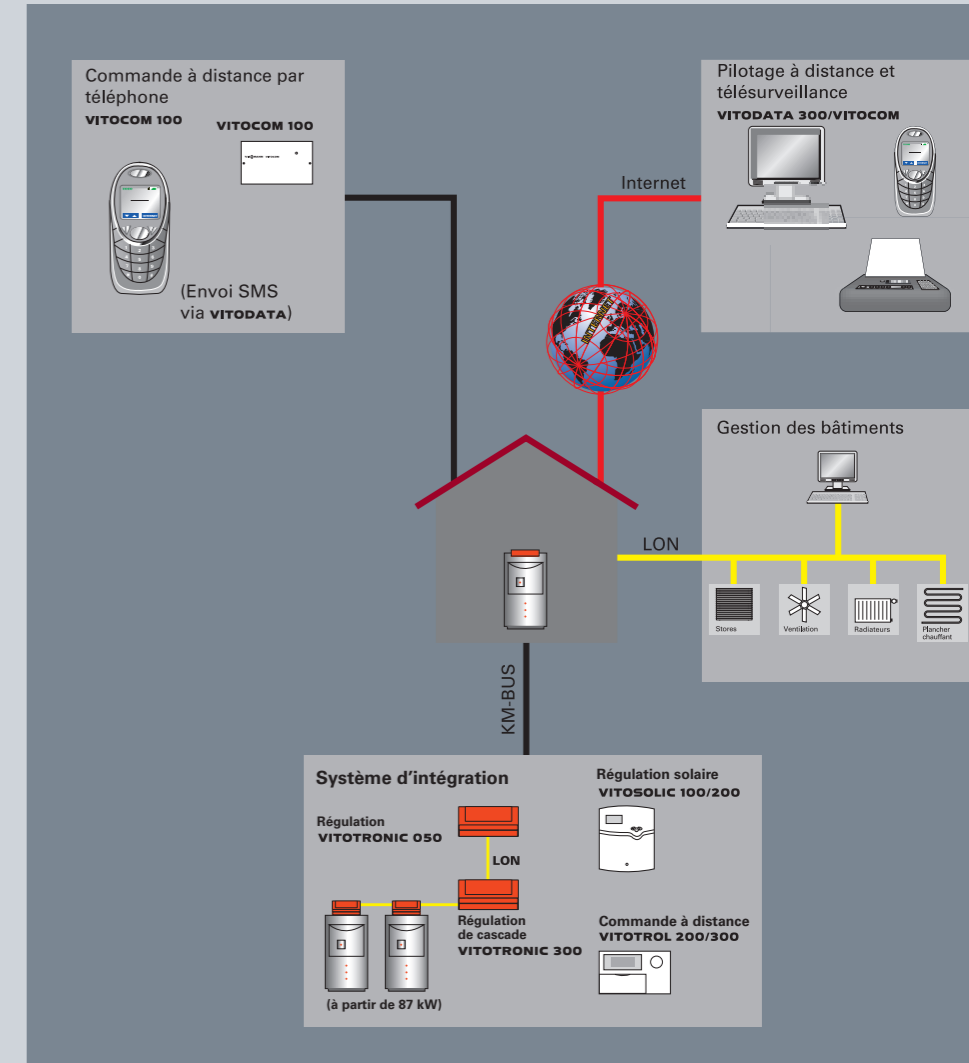 Commande à distance par
téléphone
VITOCOM 100
VITOCOM 100
(Envoi SMS
via VITODATA)
Internet
INTERNET
Pilotage à distance et
télésurveillance
VITODATA 300/VITOCOM
Gestion des bâtiments
LON
Stores
Ventilation
Radiateurs
Plancher
chauffant
KM-BUS
Système d'intégration
Régulation
VITOTRONIC 050
LON
Régulation
de cascade
VITOTRONIC 300
(à partir de 87 kW)
Régulation solaire
VITOSOLIC 100/200
Commande à distance
VITOTROL 200/300